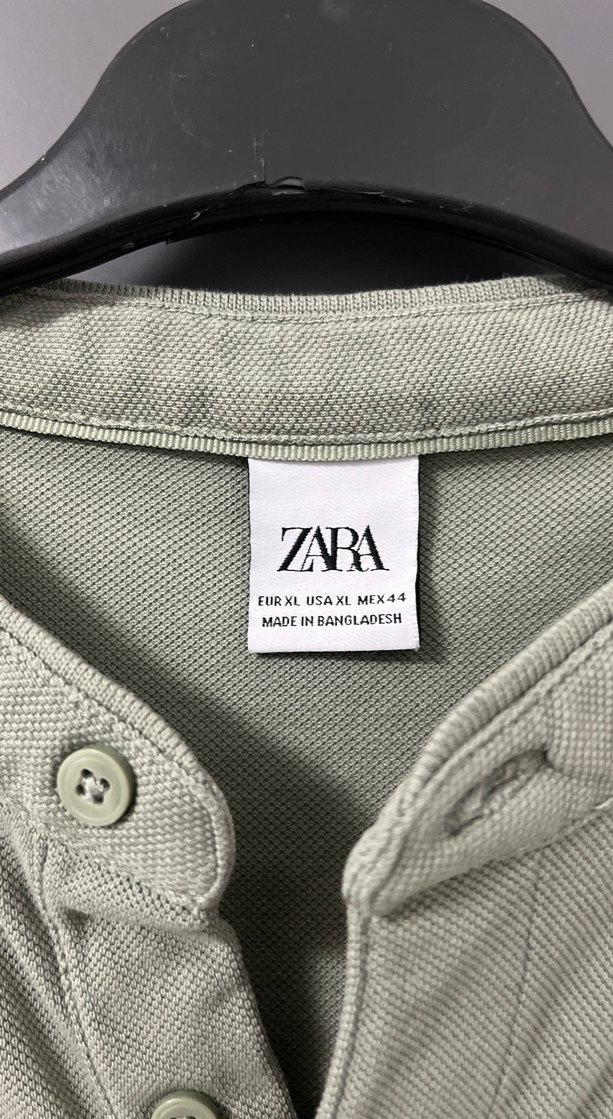 ZARA
EUR XL USA XL MEX 44
MADE IN BANGLADESH